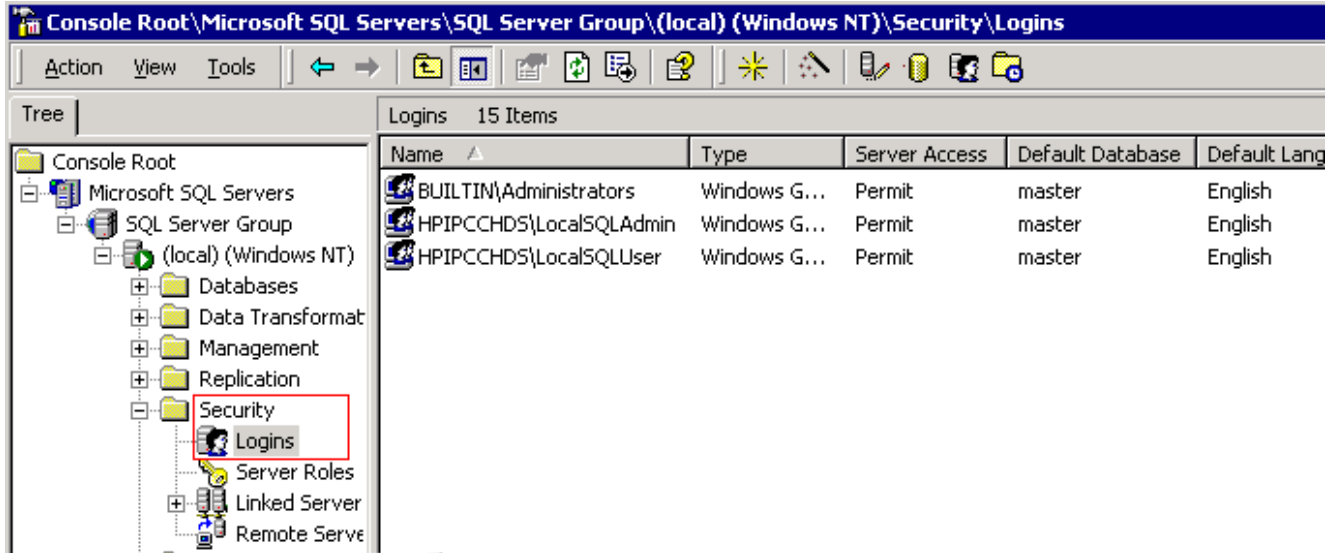 Console Root\Microsoft SQL Servers\SQL Server Group\(local) (Windows NT)\Security\Logins
Action View Tools
Tree
Logins 15 Items
Console Root
Microsoft SQL Servers
SQL Server Group
(local) (Windows NT)
Databases
Data Transformat
Management
Replication
Security
Logins
Server Roles
Linked Server
Remote Serve
Name Type Server Access Default Database Default Lang
BUILTIN\Administrators Windows G... Permit master English
HPIPCCHDS\LocalSQLAdmin Windows G... Permit master English
HPIPCCHDS\LocalSQLUser Windows G... Permit master English